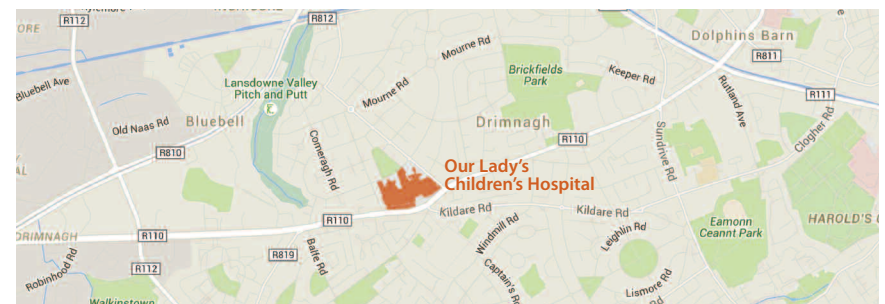 R112
R812
ORE
Dolphins Barn
Mourne Rd
R811
Brickfields
Park
Keeper Rd
Bluebell Ave
Lansdowne Valley
Pitch and Putt
Mourne Rd
Rutland Ave
R111
Old Naas Rd
Bluebell
Drimnagh
Clogher Rd
R110
Sundrive Rd
R810
Comeragh Rd
Our Lady's
Children's Hospital
Kildare Rd
Kildare Rd
R110
Windmill Rd
Eamonn
Ceannt Park
HAROLD'S
DRIMNAGH
R110
Leighlin Rd
Balfe Rd
R819
R112
Robinhood Rd
Captain's
Lismore Rd
Rd
Walkinstown